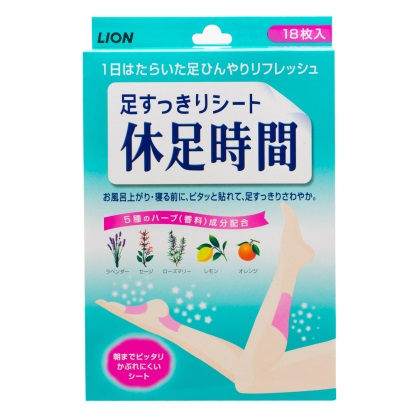 LION
18枚入
1日はたらいた足ひんやりリフレッシュ
足すっきりシート
休足時間
お風呂上がり・寝る前に、ピタッと貼れて、足すっきりさわやか。
5種のハーブ(香料)成分配合
ラベンダー セージ ローズマリー レモン オレンジ
朝までピッタリ
かぶれにくい
シート